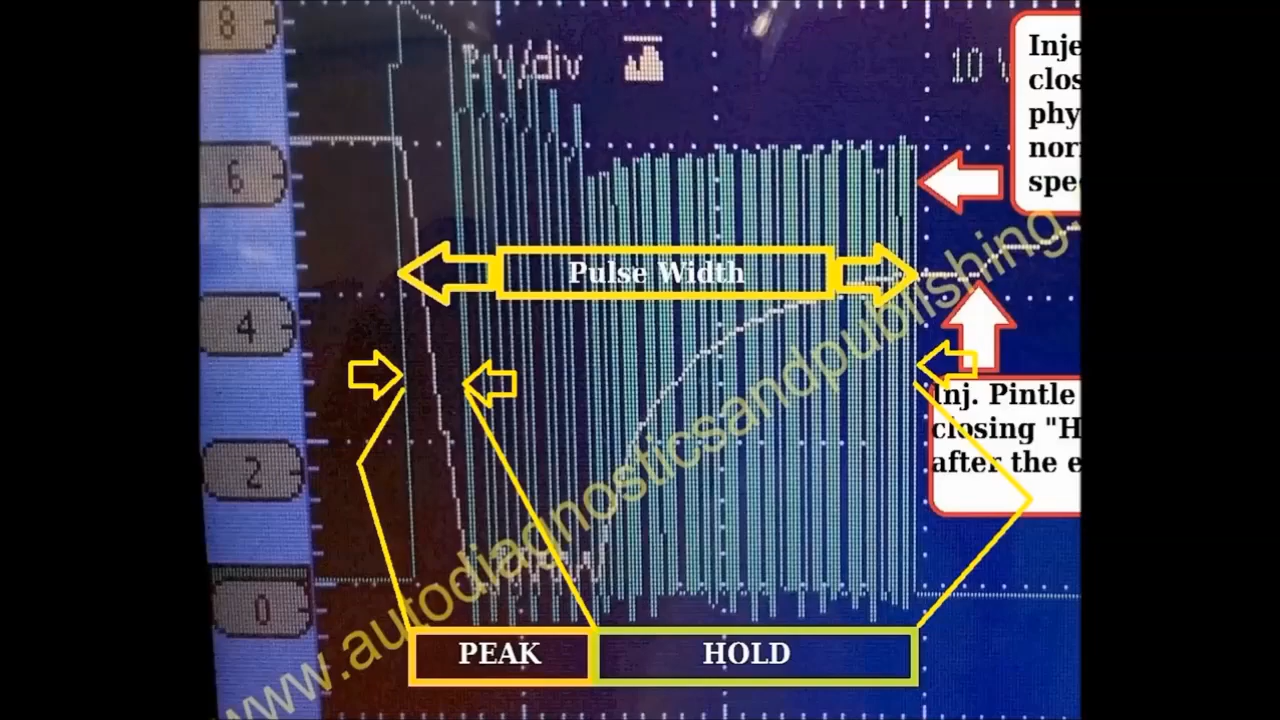 8
2 V/div
10 V
Inje
clos
phy
nor
spe
6
Pulse Width
4
Inj. Pintle
closing "H
after the e
2
0
PEAK
HOLD
www.autodiagnosticsandpublishing.